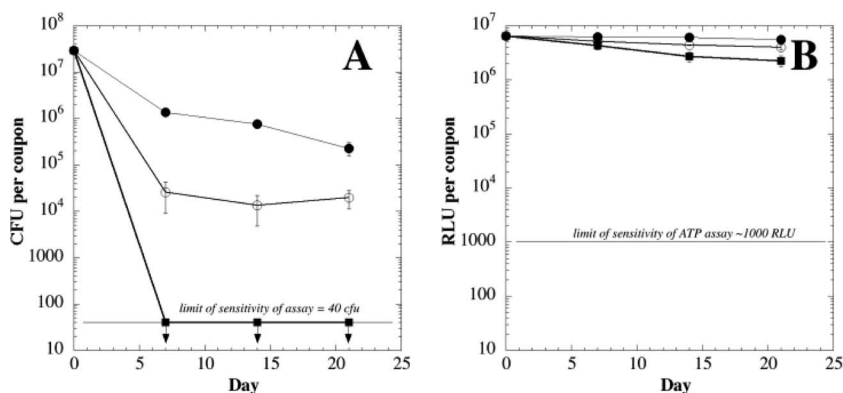 A
10^8
10^7
10^6
10^5
10^4
1000
100
10
CFU per coupon
limit of sensitivity of assay = 40 cfu
0 5 10 15 20 25
Day
B
10^7
10^6
10^5
10^4
1000
100
10
RLU per coupon
limit of sensitivity of ATP assay ~1000 RLU
0 5 10 15 20 25
Day